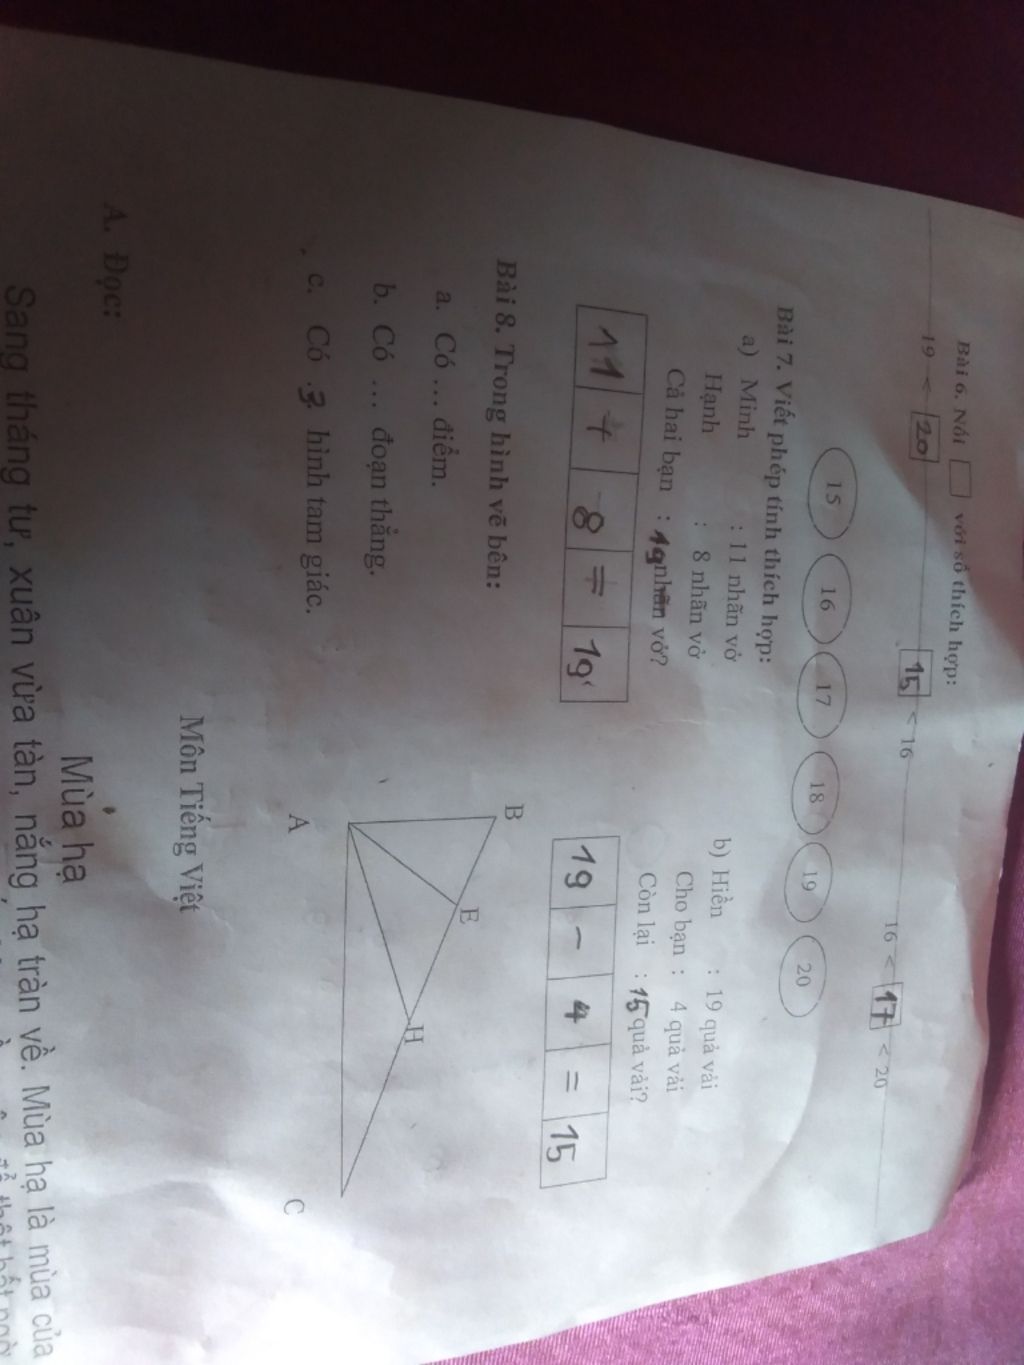 Bài 6. Nối □ với số thích hợp:
19 < 20
15 < 16
16 < 17 < 20
15 16 17 18 19 20
Bài 7. Viết phép tính thích hợp:
a) Minh : 11 nhãn vở
Hạnh : 8 nhãn vở
Cả hai bạn : 19 nhãn vở?
11 + 8 = 19
b) Hiền : 19 quả vải
Cho bạn : 4 quả vải
Còn lại : 15 quả vải?
19 - 4 = 15
Bài 8. Trong hình vẽ bên:
a. Có ... điểm.
b. Có ... đoạn thẳng.
c. Có .3. hình tam giác.
B
E
H
A
C
Môn Tiếng Việt
A. Đọc:
Mùa hạ
Sang tháng tư, xuân vừa tàn, nắng hạ tràn về. Mùa hạ là mùa của